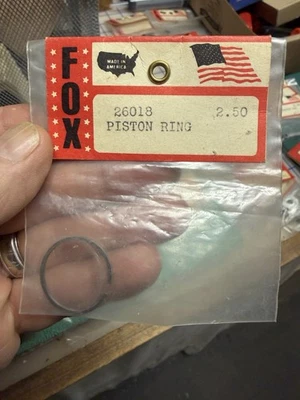 FOX
MADE IN
AMERICA
26018 2.50
PISTON RING